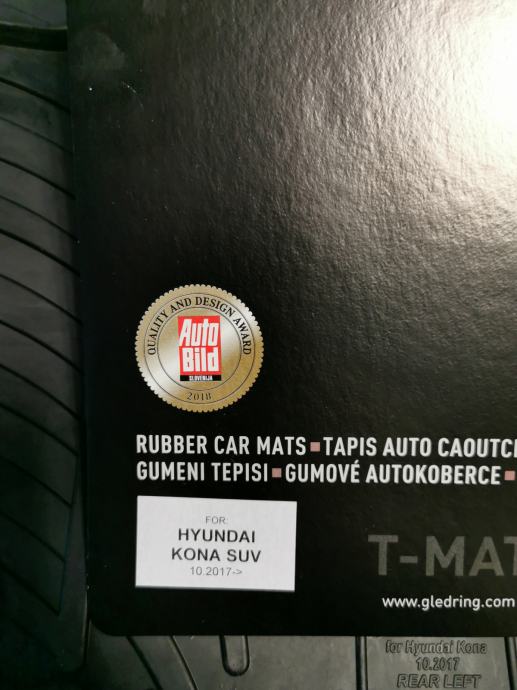 QUALITY AND DESIGN AWARD
Auto
Bild
SLOVENIJA
2018
RUBBER CAR MATS ▪ TAPIS AUTO CAOUTC
GUMENI TEPISI ▪ GUMOVÉ AUTOKOBERCE ▪
FOR:
HYUNDAI
KONA SUV
10.2017->
T-MAT
www.gledring.com
for Hyundai Kona
10.2017
REAR LEFT